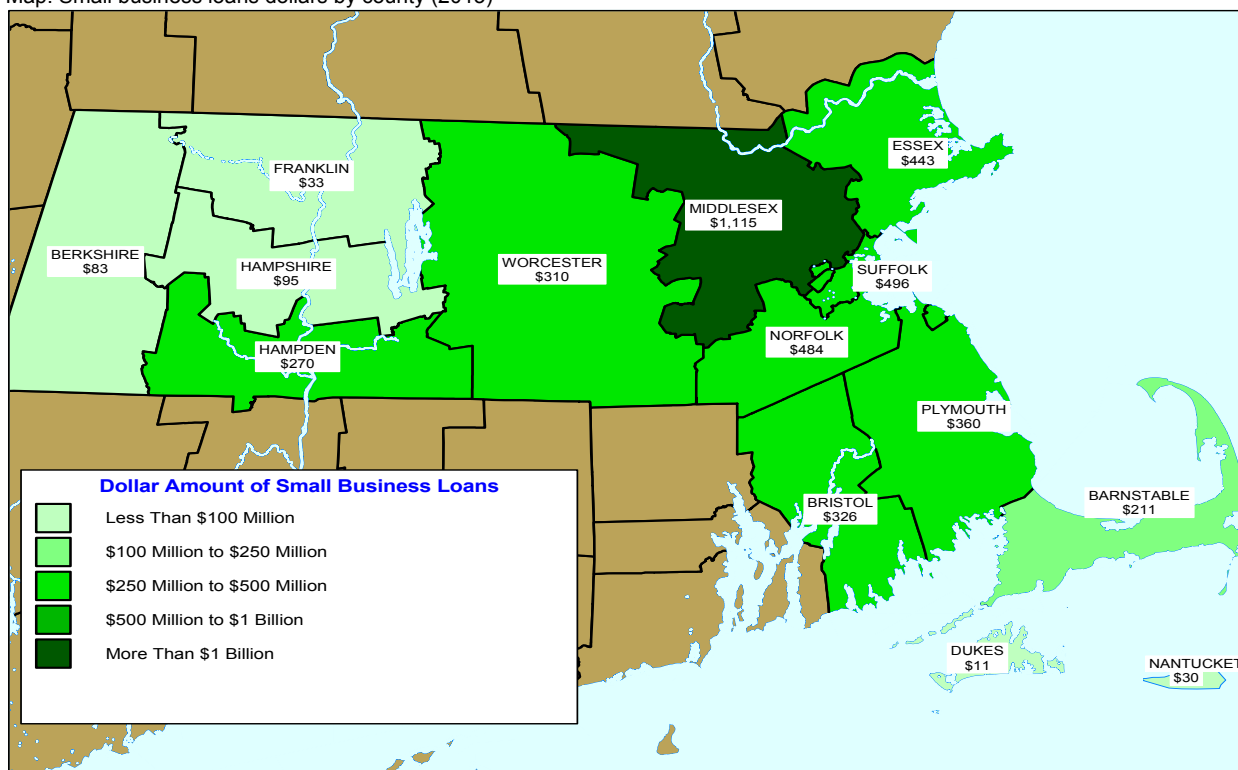 Map: Small business loans dollars by county
ESSEX
$443
FRANKLIN
$33
MIDDLESEX
$1,115
BERKSHIRE
$83
HAMPSHIRE
$95
WORCESTER
$310
SUFFOLK
$496
NORFOLK
$484
HAMPDEN
$270
PLYMOUTH
$360
BARNSTABLE
$211
BRISTOL
$326
DUKES
$11
NANTUCKET
$30
Dollar Amount of Small Business Loans
Less Than $100 Million
$100 Million to $250 Million
$250 Million to $500 Million
$500 Million to $1 Billion
More Than $1 Billion